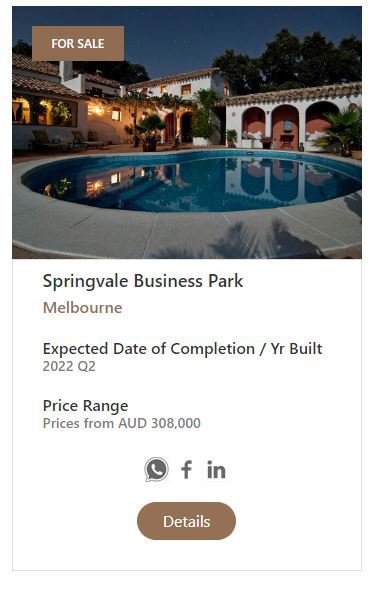 FOR SALE
Springvale Business Park
Melbourne
Expected Date of Completion / Yr Built
2022 Q2
Price Range
Prices from AUD 308,000
Details